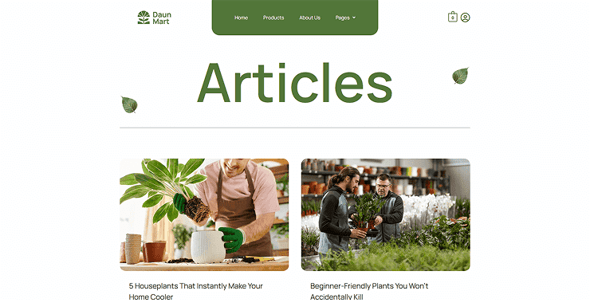 Daun
Mart
Home
Products
About Us
Pages
0
Articles
5 Houseplants That Instantly Make Your
Home Cooler
Beginner-Friendly Plants You Won't
Accidentally Kill